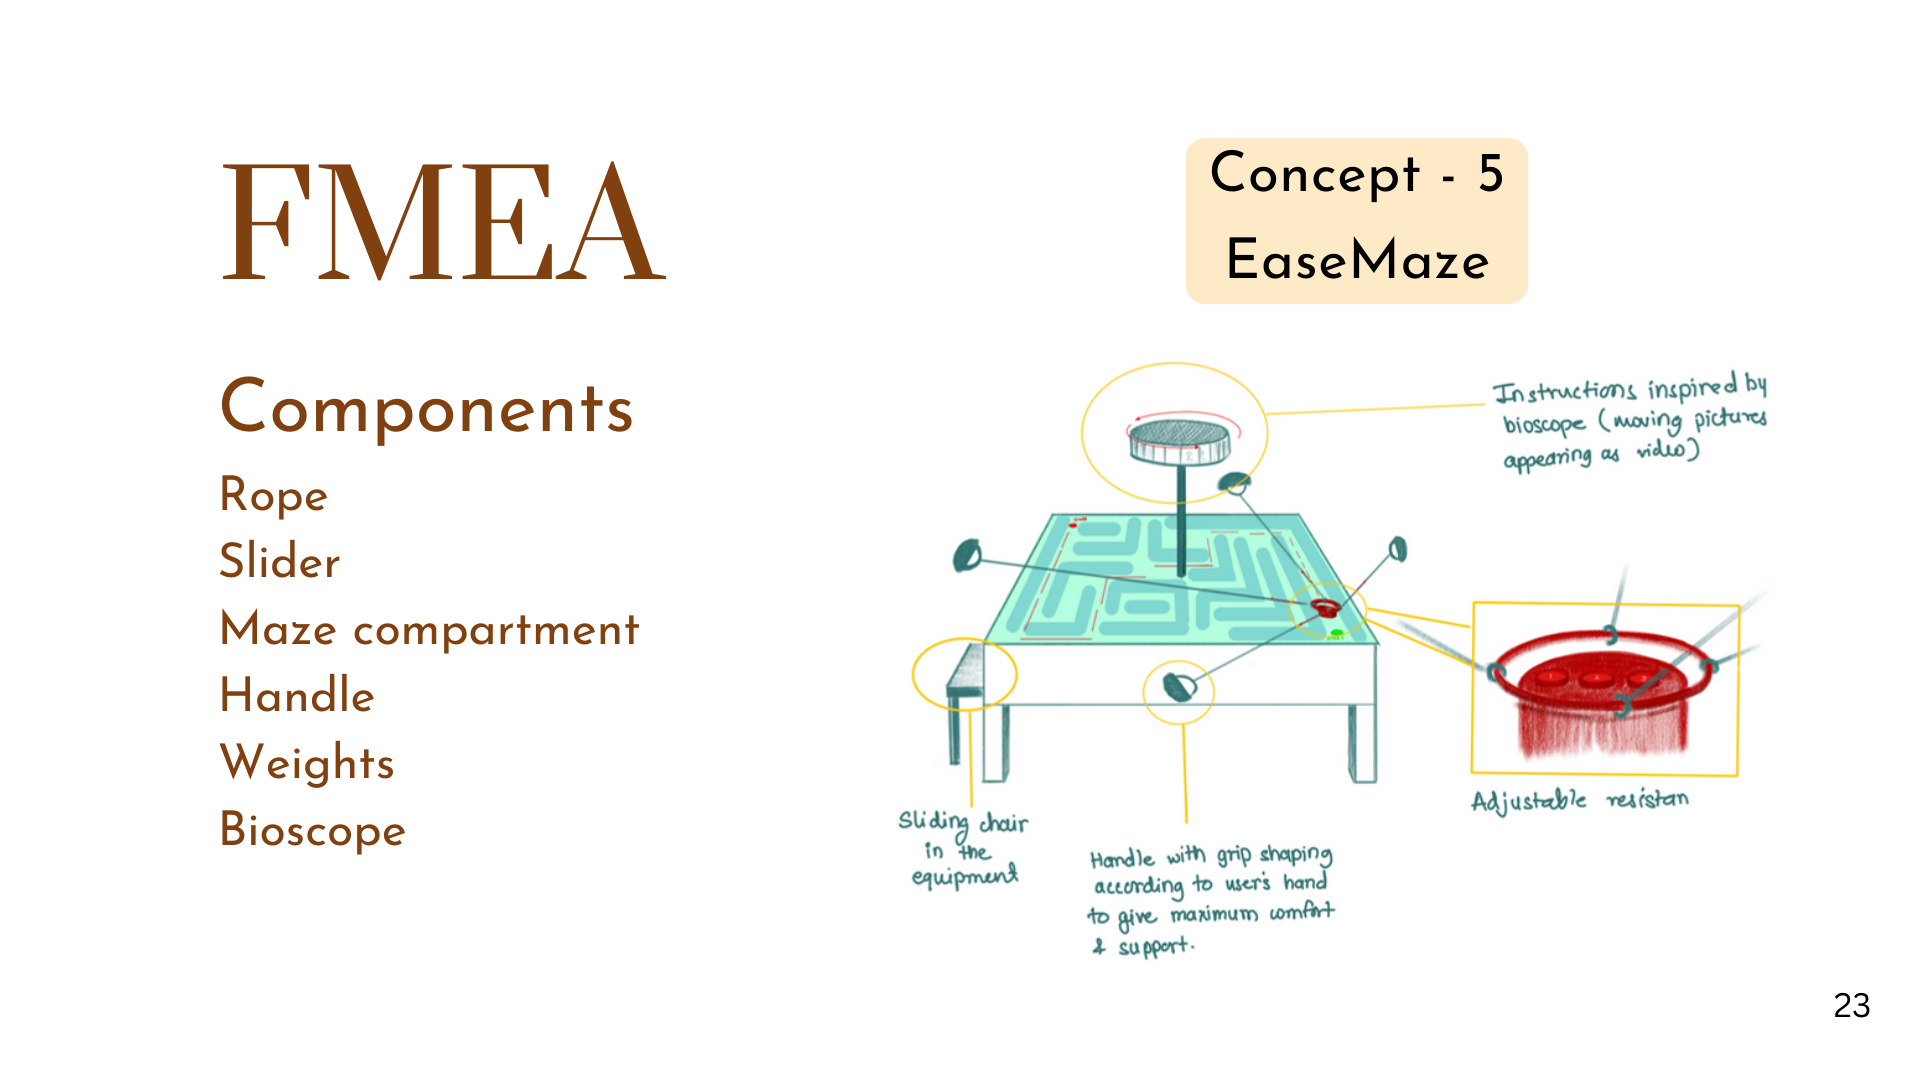 FMEA
Components
Rope
Slider
Maze compartment
Handle
Weights
Bioscope
Concept - 5
EaseMaze
Instructions inspired by
bioscope (moving pictures
appearing as video)
Adjustable resistan
Sliding chair
in the
equipment
Handle with grip shaping
according to user's hand
to give maximum comfort
& support.
23